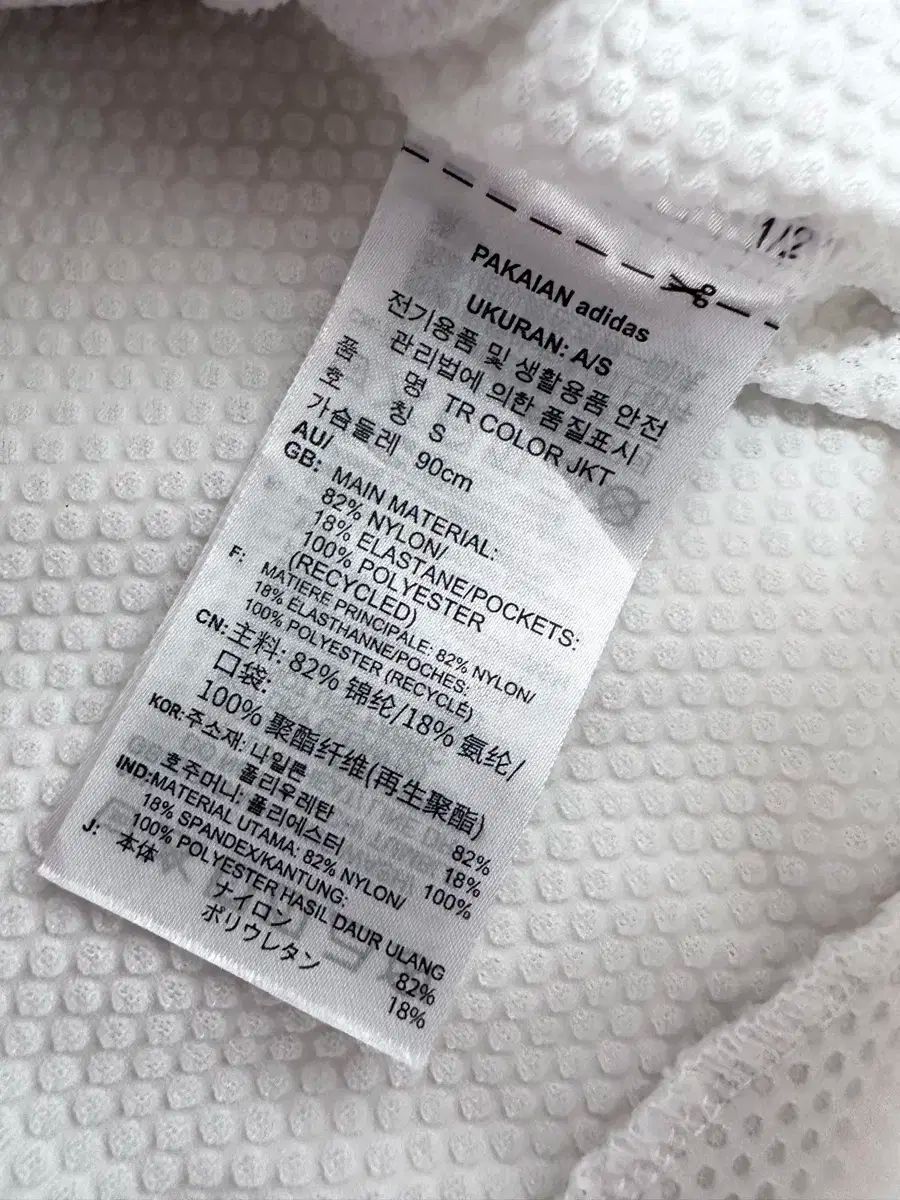 1/2
PAKAIAN adidas
UKURAN: A/S
전기용품 및 생활용품 안전
관리법에 의한 품질표시
품 명 TR COLOR JKT
호 칭 S
가슴둘레 90cm
AU/
GB: MAIN MATERIAL:
82% NYLON/
18% ELASTANE/POCKETS:
100% POLYESTER
(RECYCLED)
F: MATIERE PRINCIPALE: 82% NYLON/
18% ÉLASTHANNE/POCHES:
100% POLYESTER (RECYCLÉ)
CN: 主料: 82% 锦纶/18% 氨纶/
口袋:
100% 聚酯纤维(再生聚酯)
KOR: 주소재: 나일론 82%
폴리우레탄 18%
호주머니: 폴리에스터 100%
IND: MATERIAL UTAMA: 82% NYLON/
18% SPANDEX/KANTUNG:
100% POLYESTER HASIL DAUR ULANG
J: 本体
ナイロン 82%
ポリウレタン 18%